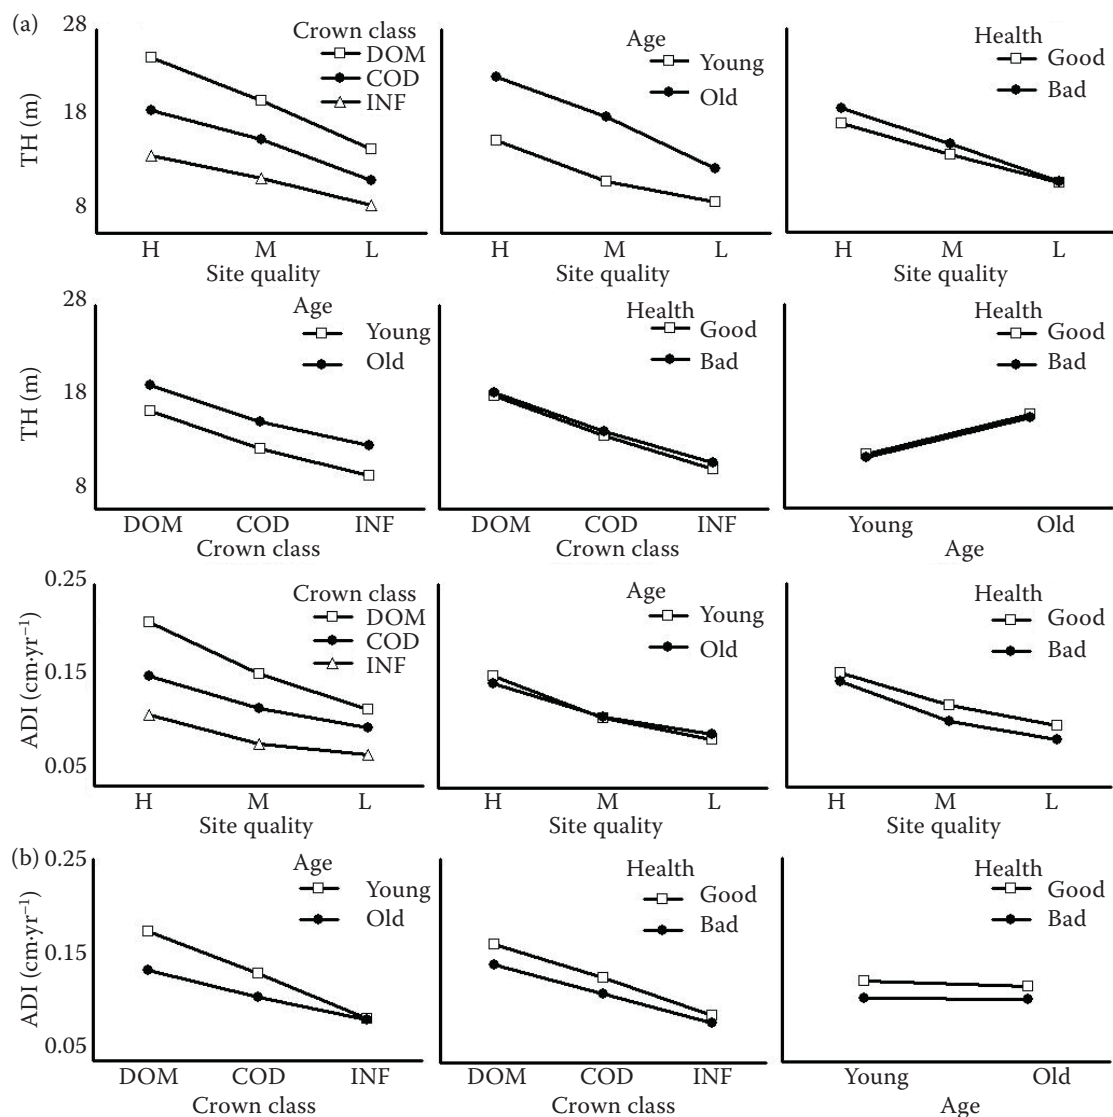 (a)
28
18
8
TH (m)
Crown class
DOM
COD
INF
H M L
Site quality
Age
Young
Old
H M L
Site quality
Health
Good
Bad
H M L
Site quality
28
18
8
TH (m)
Age
Young
Old
DOM COD INF
Crown class
Health
Good
Bad
DOM COD INF
Crown class
Health
Good
Bad
Young Old
Age
0.25
0.15
0.05
ADI (cm·yr⁻¹)
Crown class
DOM
COD
INF
H M L
Site quality
Age
Young
Old
H M L
Site quality
Health
Good
Bad
H M L
Site quality
(b)
0.25
0.15
0.05
ADI (cm·yr⁻¹)
Age
Young
Old
DOM COD INF
Crown class
Health
Good
Bad
DOM COD INF
Crown class
Health
Good
Bad
Young Old
Age